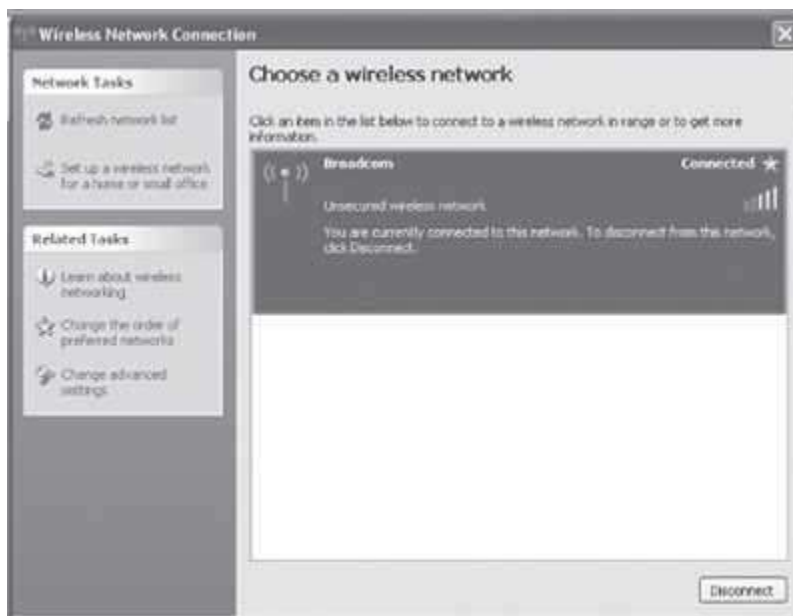 Wireless Network Connection
Network Tasks
Refresh network list
Set up a wireless network
for a home or small office
Related Tasks
Learn about wireless
networking
Change the order of
preferred networks
Change advanced
settings
Choose a wireless network
Click an item in the list below to connect to a wireless network in range or to get more
information.
Broadcom
Connected
Unsecured wireless network
You are currently connected to this network. To disconnect from this network,
click Disconnect.
Disconnect